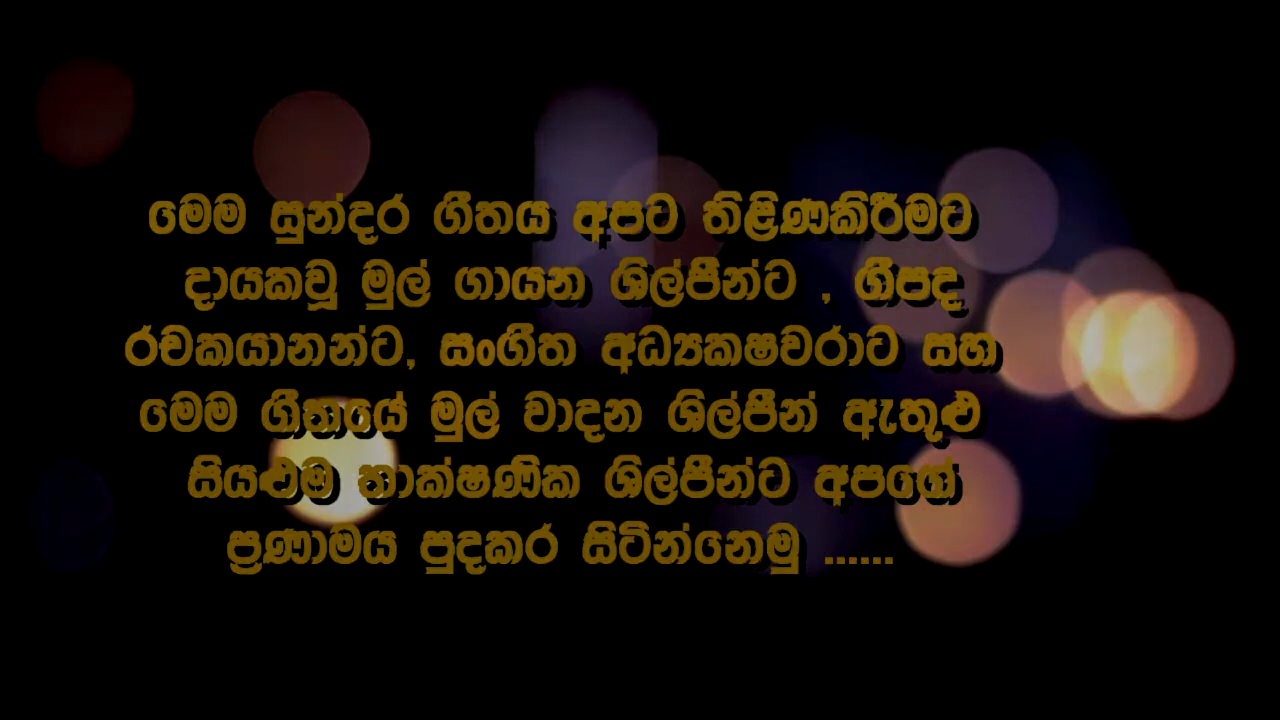 මෙම සුන්දර ගීතය අපට තිළිණකිරීමට
දායකවූ මුල් ගායන ශිල්පීන්ට , ගීපද
රචකයානන්ට, සංගීත අධ්‍යකෂවරාට සහ
මෙම ගීතයේ මුල් වාදන ශිල්පීන් ඇතුළු
සියළුම තාක්ෂණික ශිල්පීන්ට අපගේ
ප්‍රණාමය පුදකර සිටින්නෙමු ......